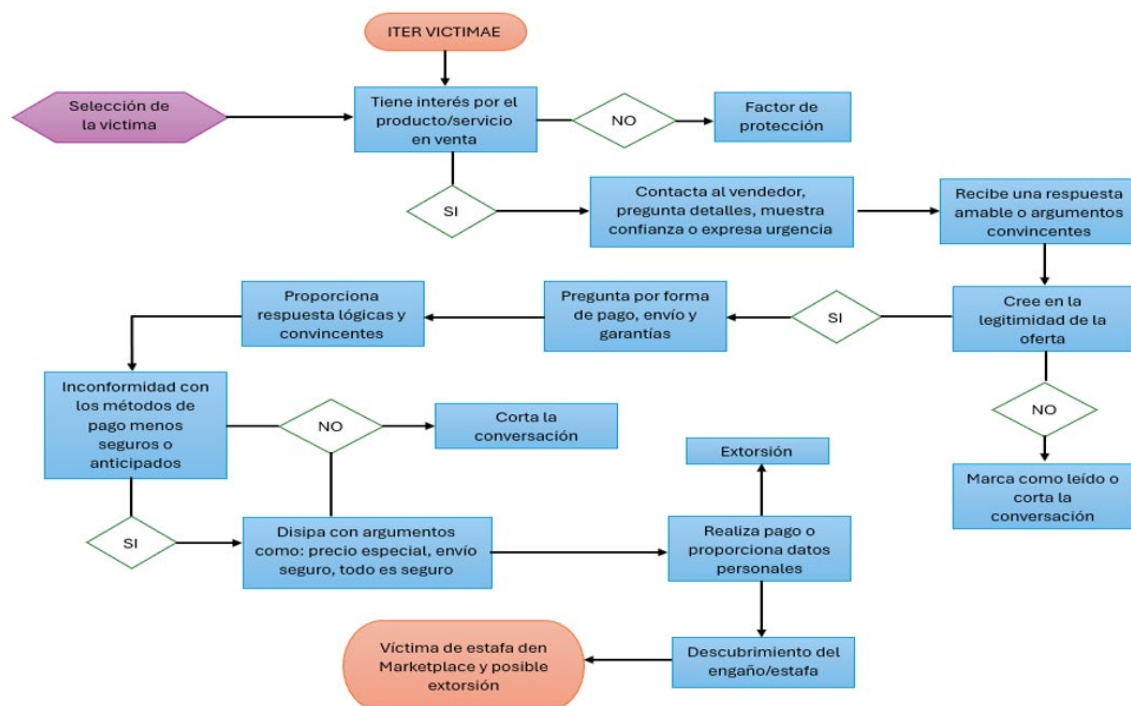 ITER VICTIMAE
Selección de
la victima
Tiene interés por el
producto/servicio
en venta
NO
Factor de
protección
SI
Contacta al vendedor,
pregunta detalles, muestra
confianza o expresa urgencia
Recibe una respuesta
amable o argumentos
convincentes
Cree en la
legitimidad de la
oferta
SI
Pregunta por forma
de pago, envío y
garantías
Proporciona
respuesta lógicas y
convincentes
NO
Marca como leído o
corta la
conversación
Inconformidad con
los métodos de
pago menos
seguros o
anticipados
NO
Corta la
conversación
SI
Disipa con argumentos
como: precio especial, envío
seguro, todo es seguro
Extorsión
Realiza pago o
proporciona datos
personales
Descubrimiento del
engaño/estafa
Víctima de estafa den
Marketplace y posible
extorsión